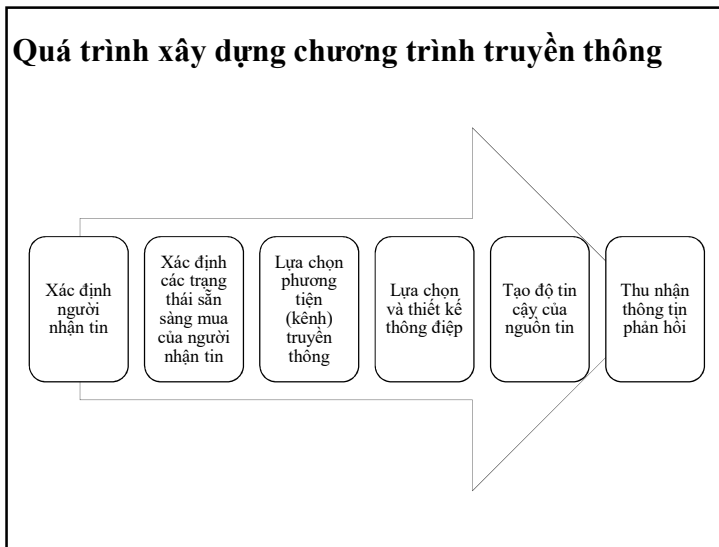 Quá trình xây dựng chương trình truyền thông
Xác định
người
nhận tin
Xác định
các trạng
thái sẵn
sàng mua
của người
nhận tin
Lựa chọn
phương
tiện
(kênh)
truyền
thông
Lựa chọn
và thiết kế
thông điệp
Tạo độ tin
cậy của
nguồn tin
Thu nhận
thông tin
phản hồi